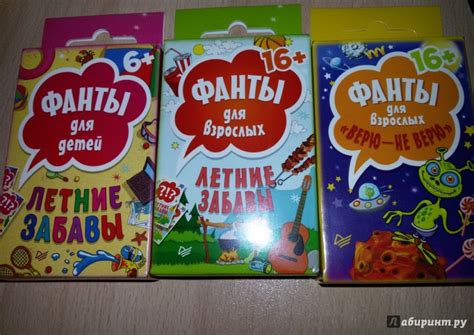 6+
ФАНТЫ
для
детей
ЛЕТНИЕ
ЗАБАВЫ
16+
ФАНТЫ
для
взрослых
ЛЕТНИЕ
ЗАБАВЫ
16+
ФАНТЫ
для
взрослых
«ВЕРЮ—НЕ ВЕРЮ»
Лабиринт.ру